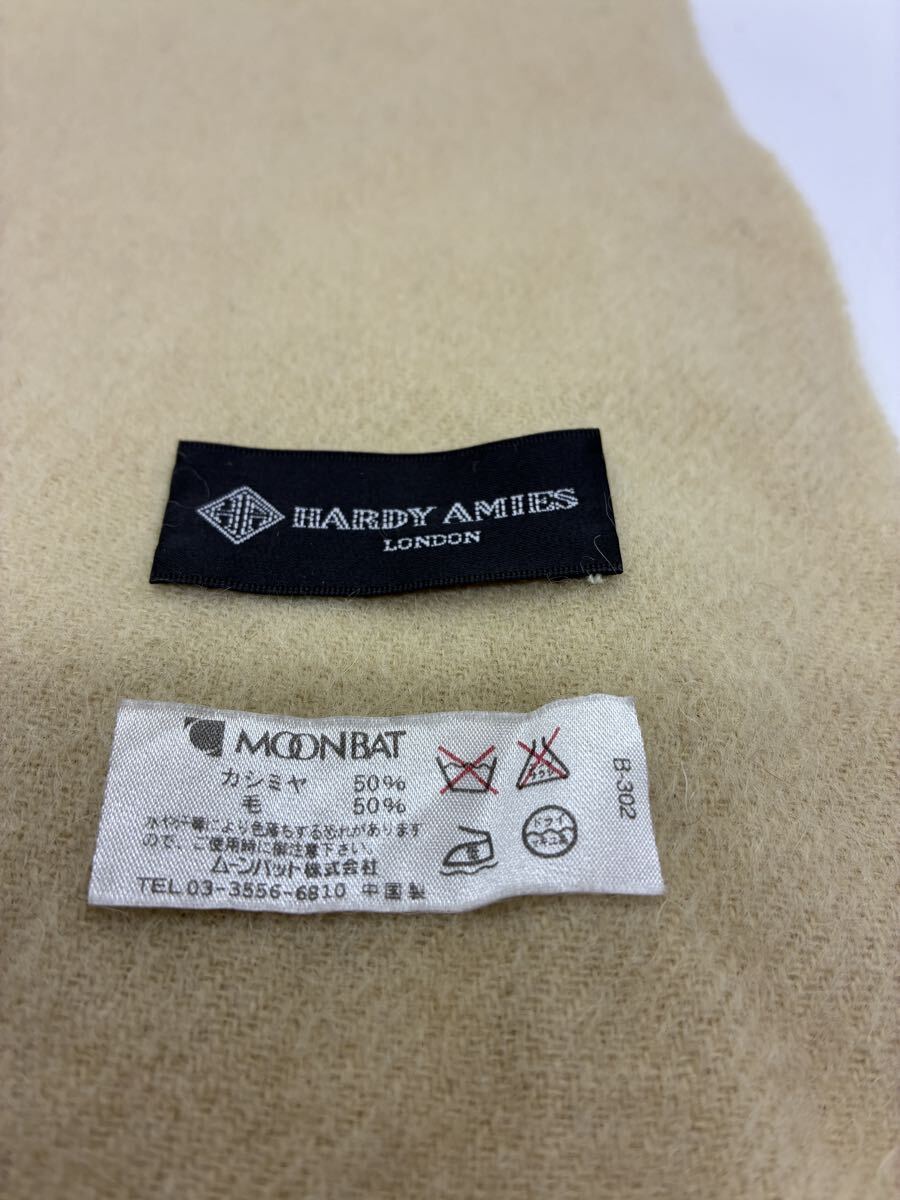 HARDY AMIES
LONDON
MOONBAT
カシミヤ 50%
毛 50%
水や汗等により色落ちする恐れがあります
ので、ご使用時に御注意下さい。
ムーンバット株式会社
TEL 03-3556-6810 中国製
ドライ
B-302